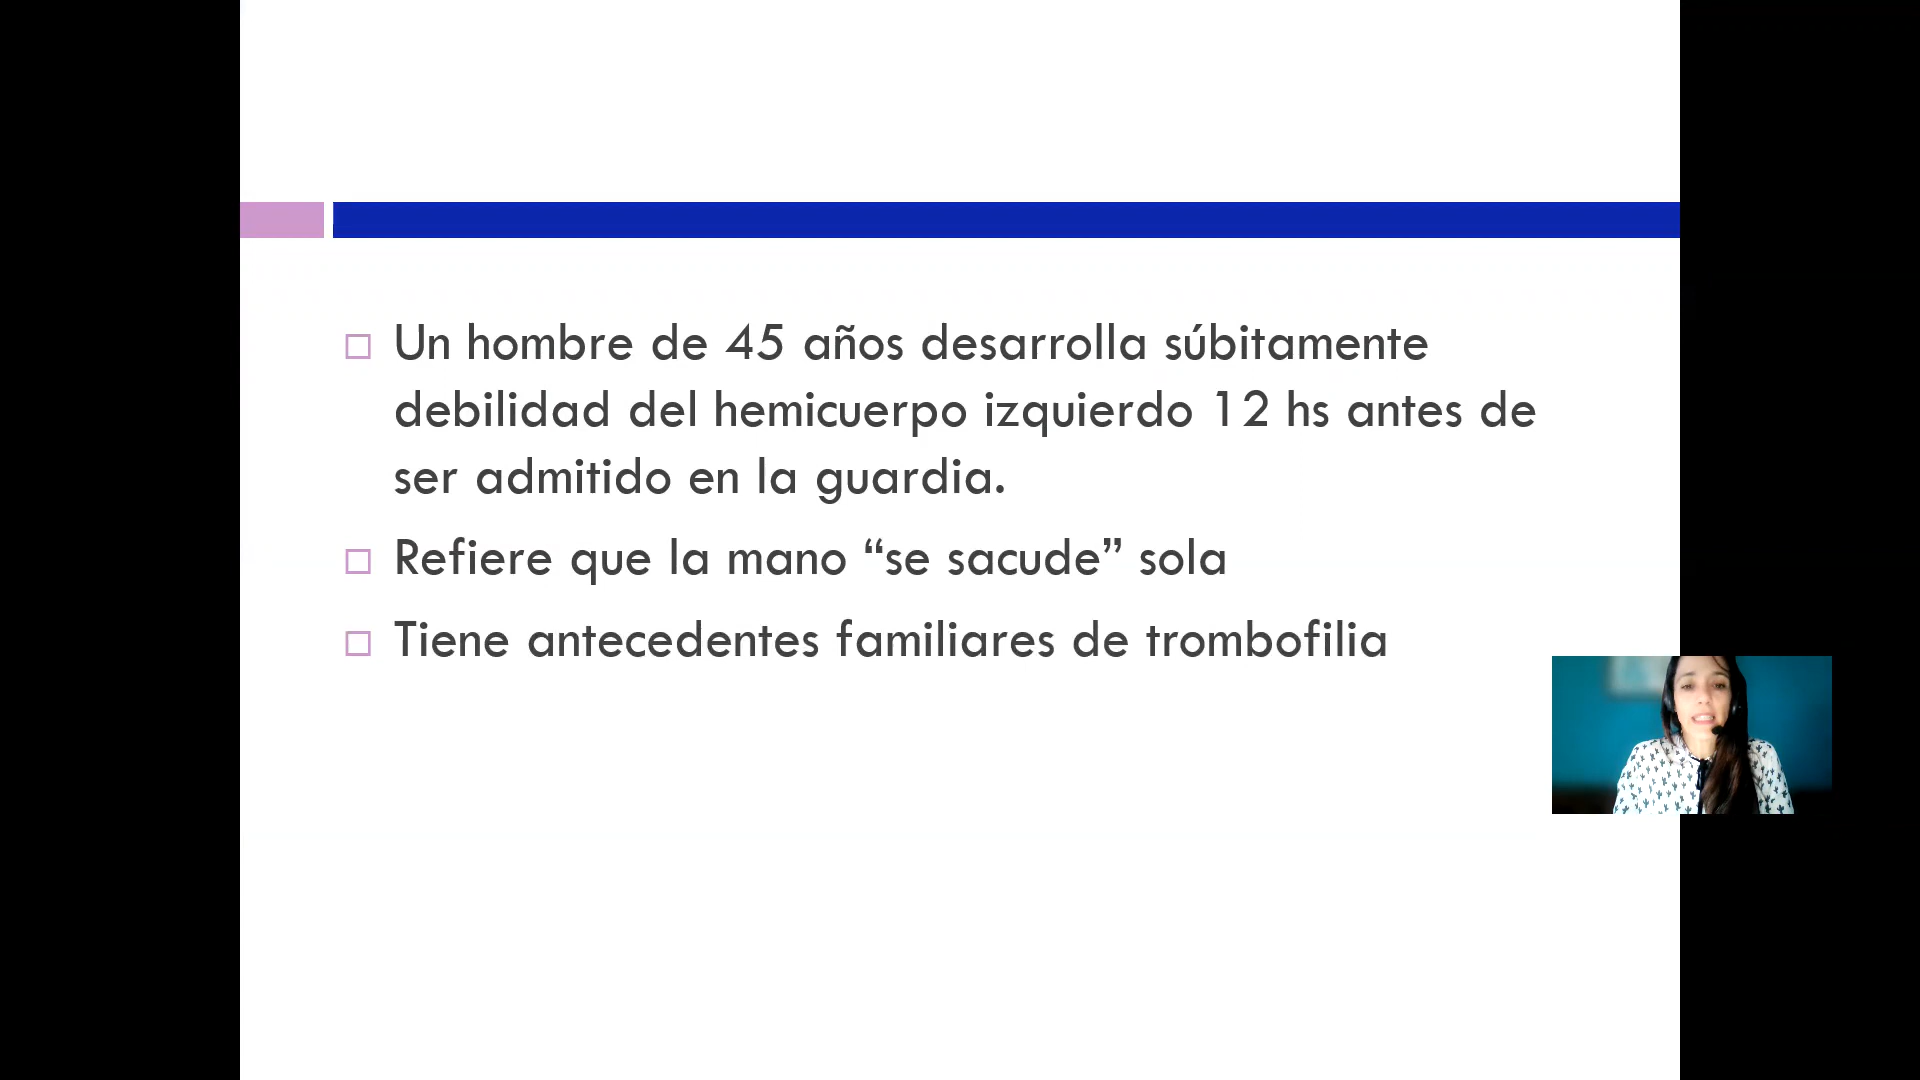 Un hombre de 45 años desarrolla súbitamente
debilidad del hemicuerpo izquierdo 12 hs antes de
ser admitido en la guardia.
Refiere que la mano “se sacude” sola
Tiene antecedentes familiares de trombofilia